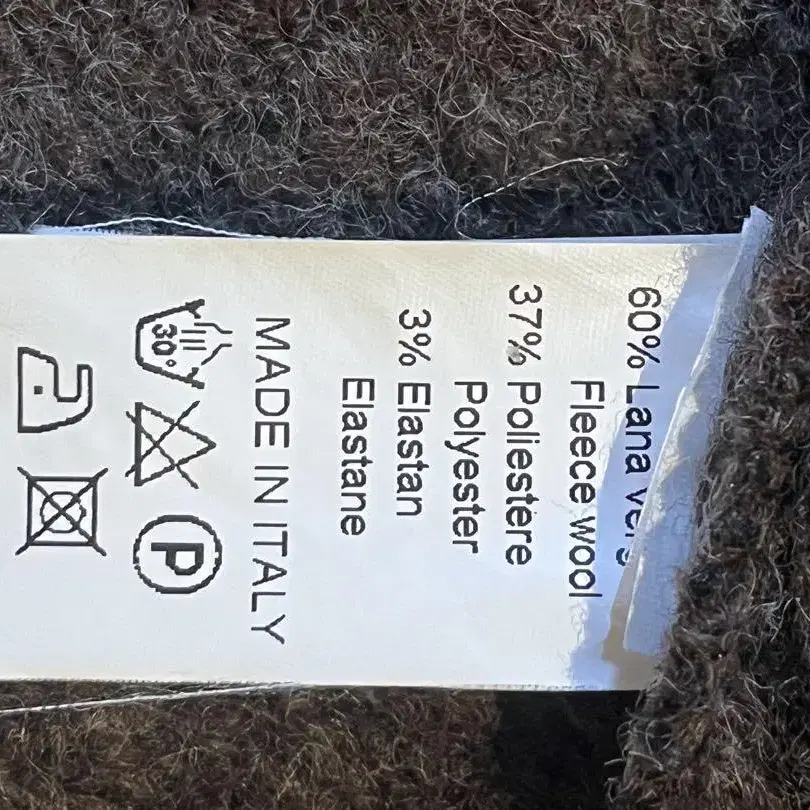 60% Lana
Fleece wool
37% Poliestere
Polyester
3% Elastan
Elastane
MADE IN ITALY
30°
P